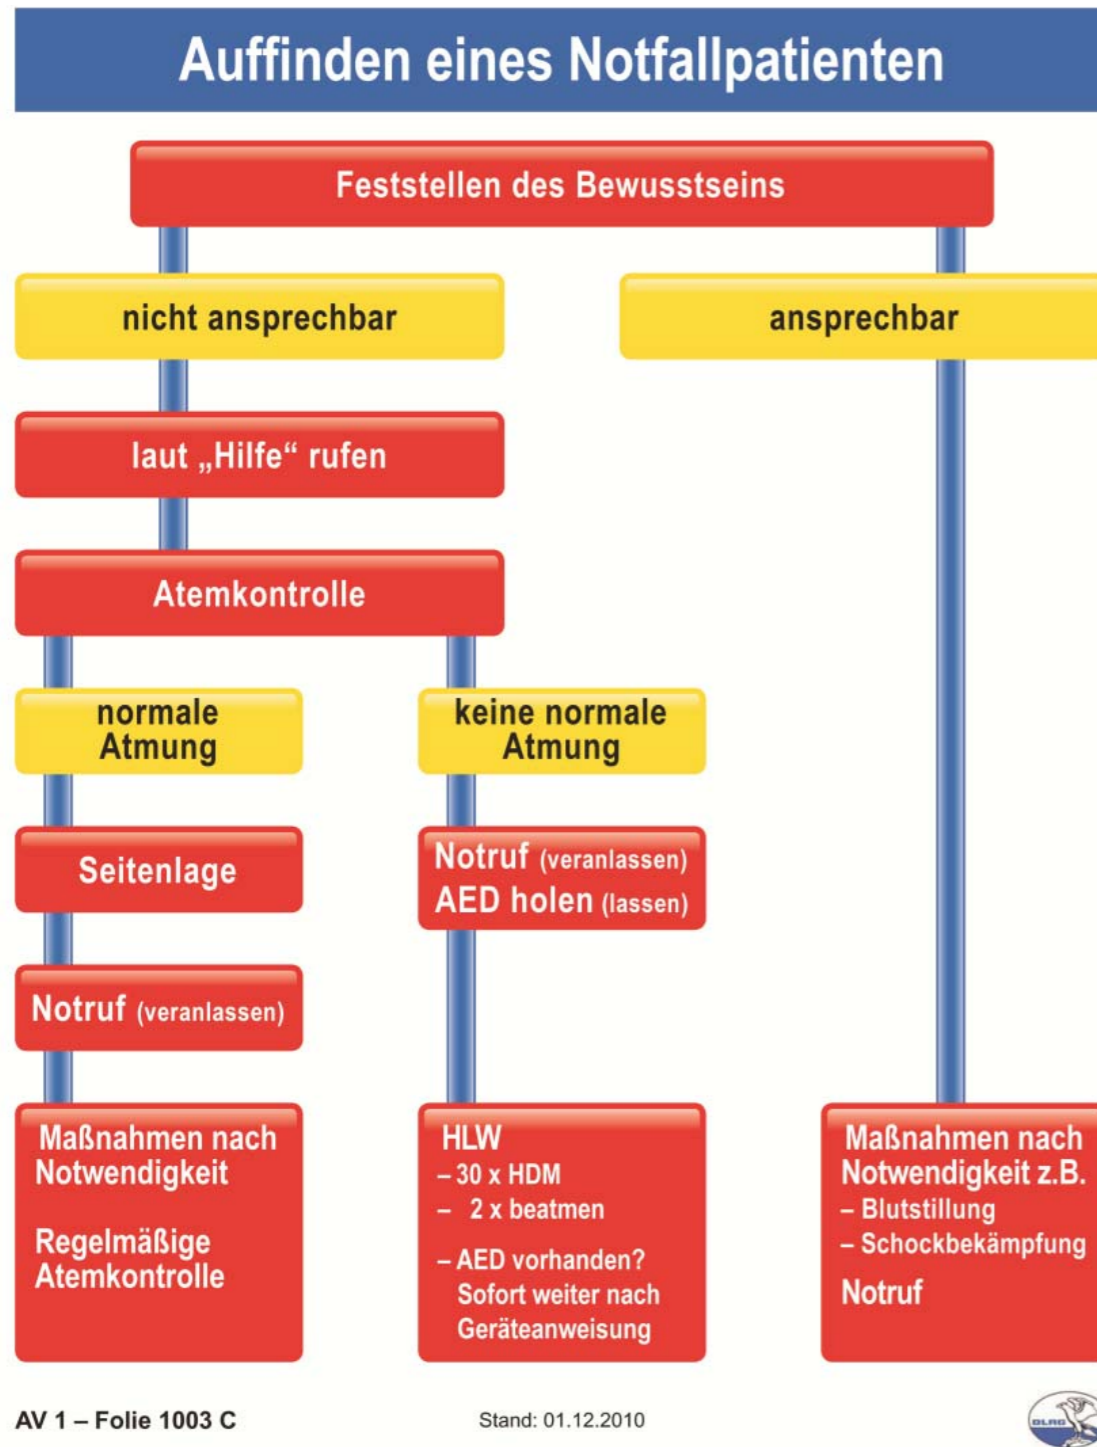 Auffinden eines Notfallpatienten
Feststellen des Bewusstseins
nicht ansprechbar
ansprechbar
laut „Hilfe“ rufen
Atemkontrolle
normale
Atmung
keine normale
Atmung
Seitenlage
Notruf (veranlassen)
AED holen (lassen)
Notruf (veranlassen)
Maßnahmen nach
Notwendigkeit
Regelmäßige
Atemkontrolle
HLW
– 30 x HDM
– 2 x beatmen
– AED vorhanden?
Sofort weiter nach
Geräteanweisung
Maßnahmen nach
Notwendigkeit z.B.
– Blutstillung
– Schockbekämpfung
Notruf
AV 1 – Folie 1003 C
Stand: 01.12.2010
DLRG